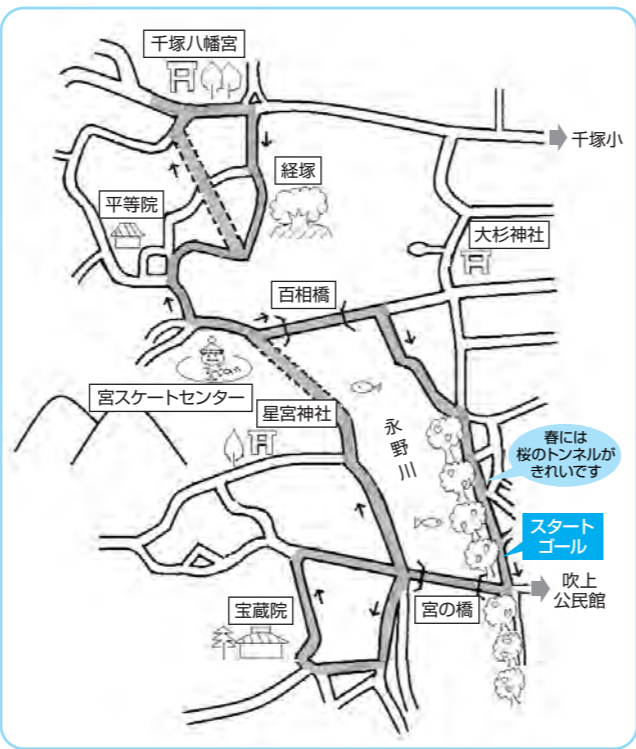 千塚八幡宮
千塚小
経塚
平等院
大杉神社
百相橋
宮スケートセンター
星宮神社
永野川
春には
桜のトンネルが
きれいです
スタート
ゴール
吹上
公民館
宝蔵院
宮の橋